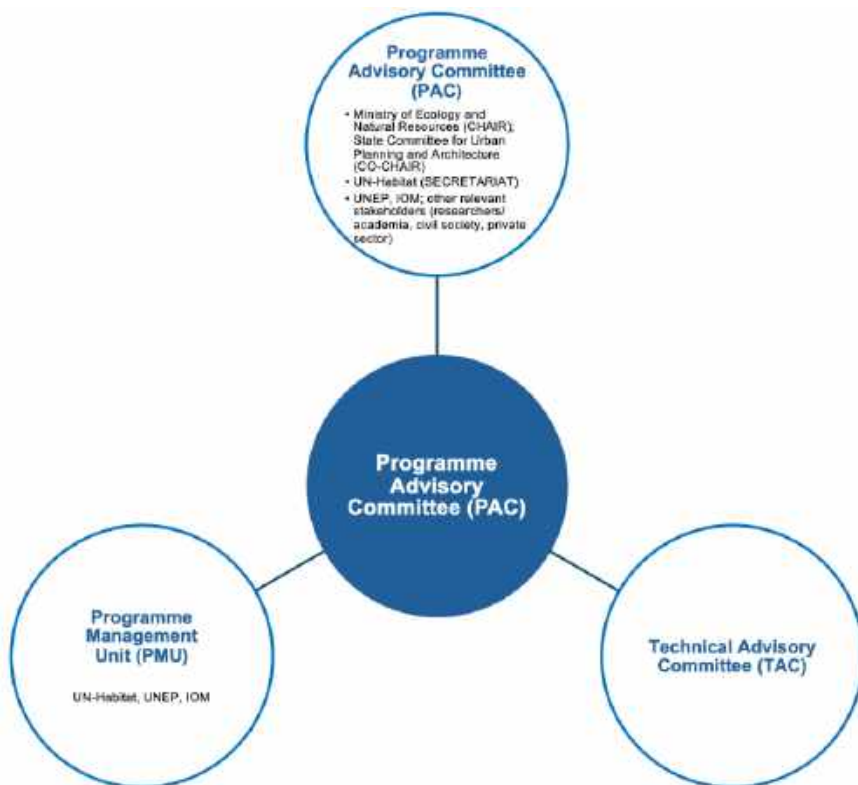 Programme
Advisory Committee
(PAC)
• Ministry of Ecology and
Natural Resources (CHAIR);
State Committee for Urban
Planning and Architecture
(CO-CHAIR)
• UN-Habitat (SECRETARIAT)
• UNEP, IOM; other relevant
stakeholders (researchers/
academia, civil society, private
sector)
Programme
Advisory
Committee (PAC)
Programme
Management
Unit (PMU)
UN-Habitat, UNEP, IOM
Technical Advisory
Committee (TAC)